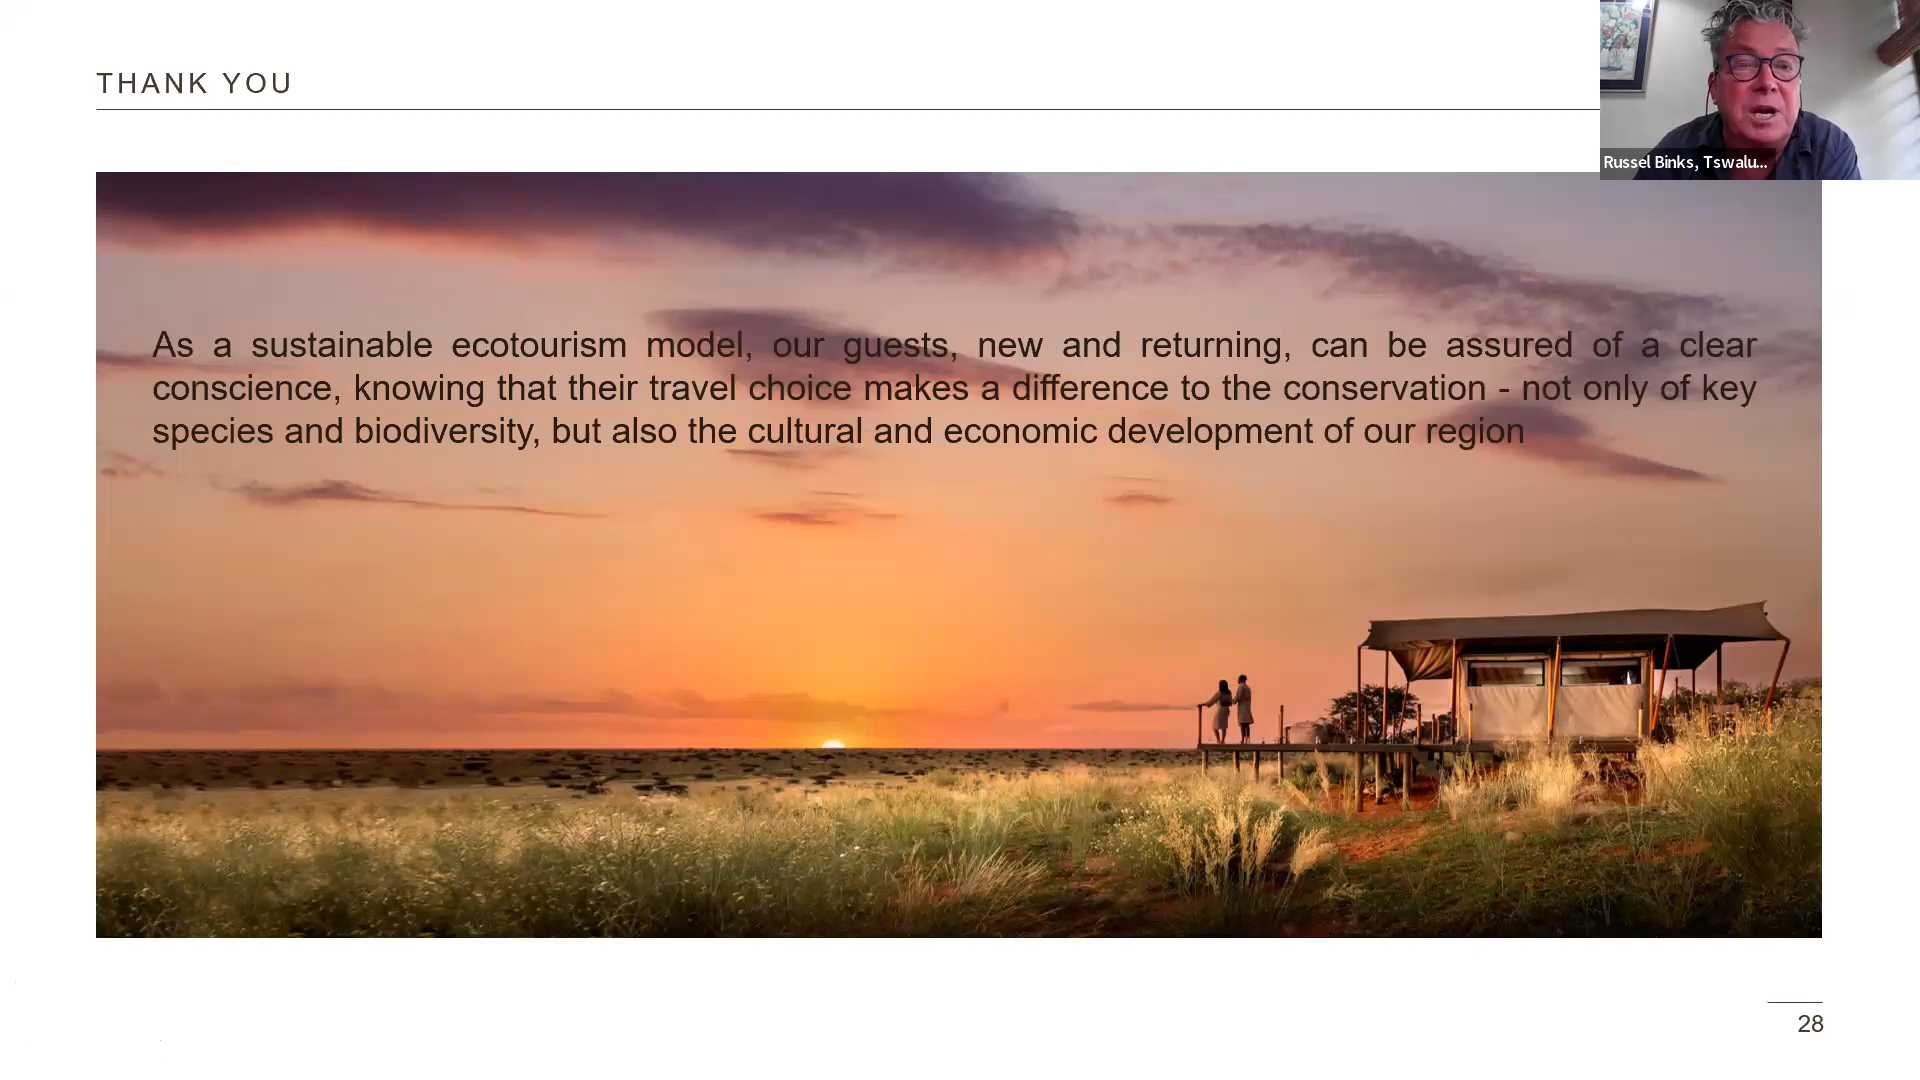 THANK YOU
Russel Binks, Tswalu...
As a sustainable ecotourism model, our guests, new and returning, can be assured of a clear
conscience, knowing that their travel choice makes a difference to the conservation - not only of key
species and biodiversity, but also the cultural and economic development of our region
28